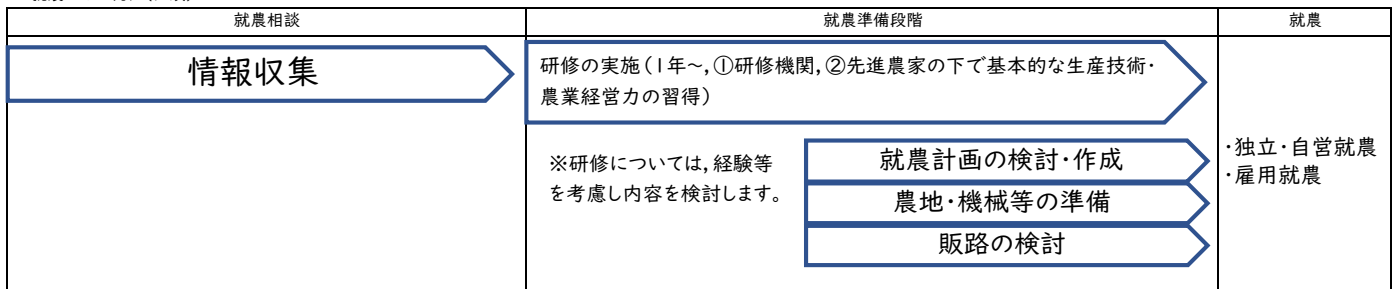 就農相談
就農準備段階
就農
情報収集
研修の実施(1年~,①研修機関,②先進農家の下で基本的な生産技術・
農業経営力の習得)
※研修については,経験等
を考慮し内容を検討します。
就農計画の検討・作成
農地・機械等の準備
販路の検討
・独立・自営就農
・雇用就農